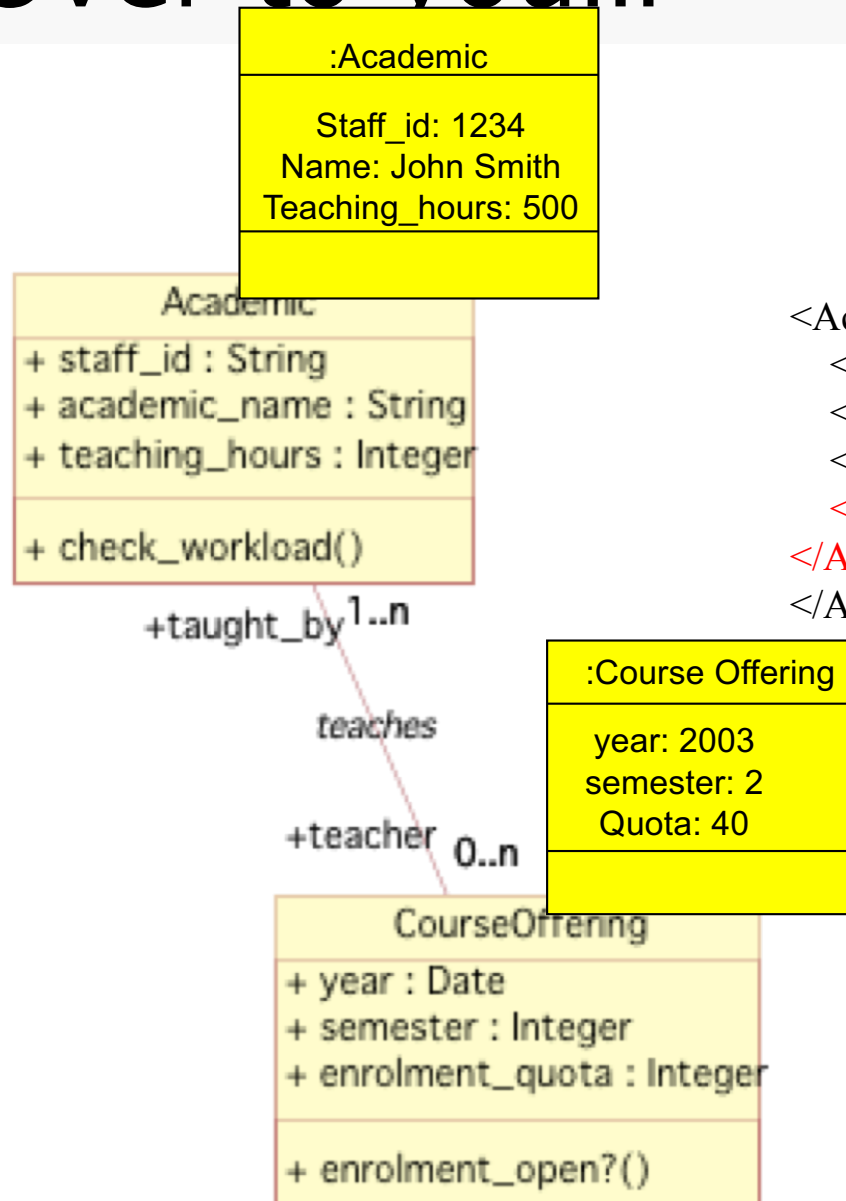 :Academic
Staff_id: 1234
Name: John Smith
Teaching_hours: 500
Academic
+ staff_id : String
+ academic_name : String
+ teaching_hours : Integer
+ check_workload()
+taught_by 1..n
teaches
+teacher 0..n
:Course Offering
year: 2003
semester: 2
Quota: 40
CourseOffering
+ year : Date
+ semester : Integer
+ enrolment_quota : Integer
+ enrolment_open?()